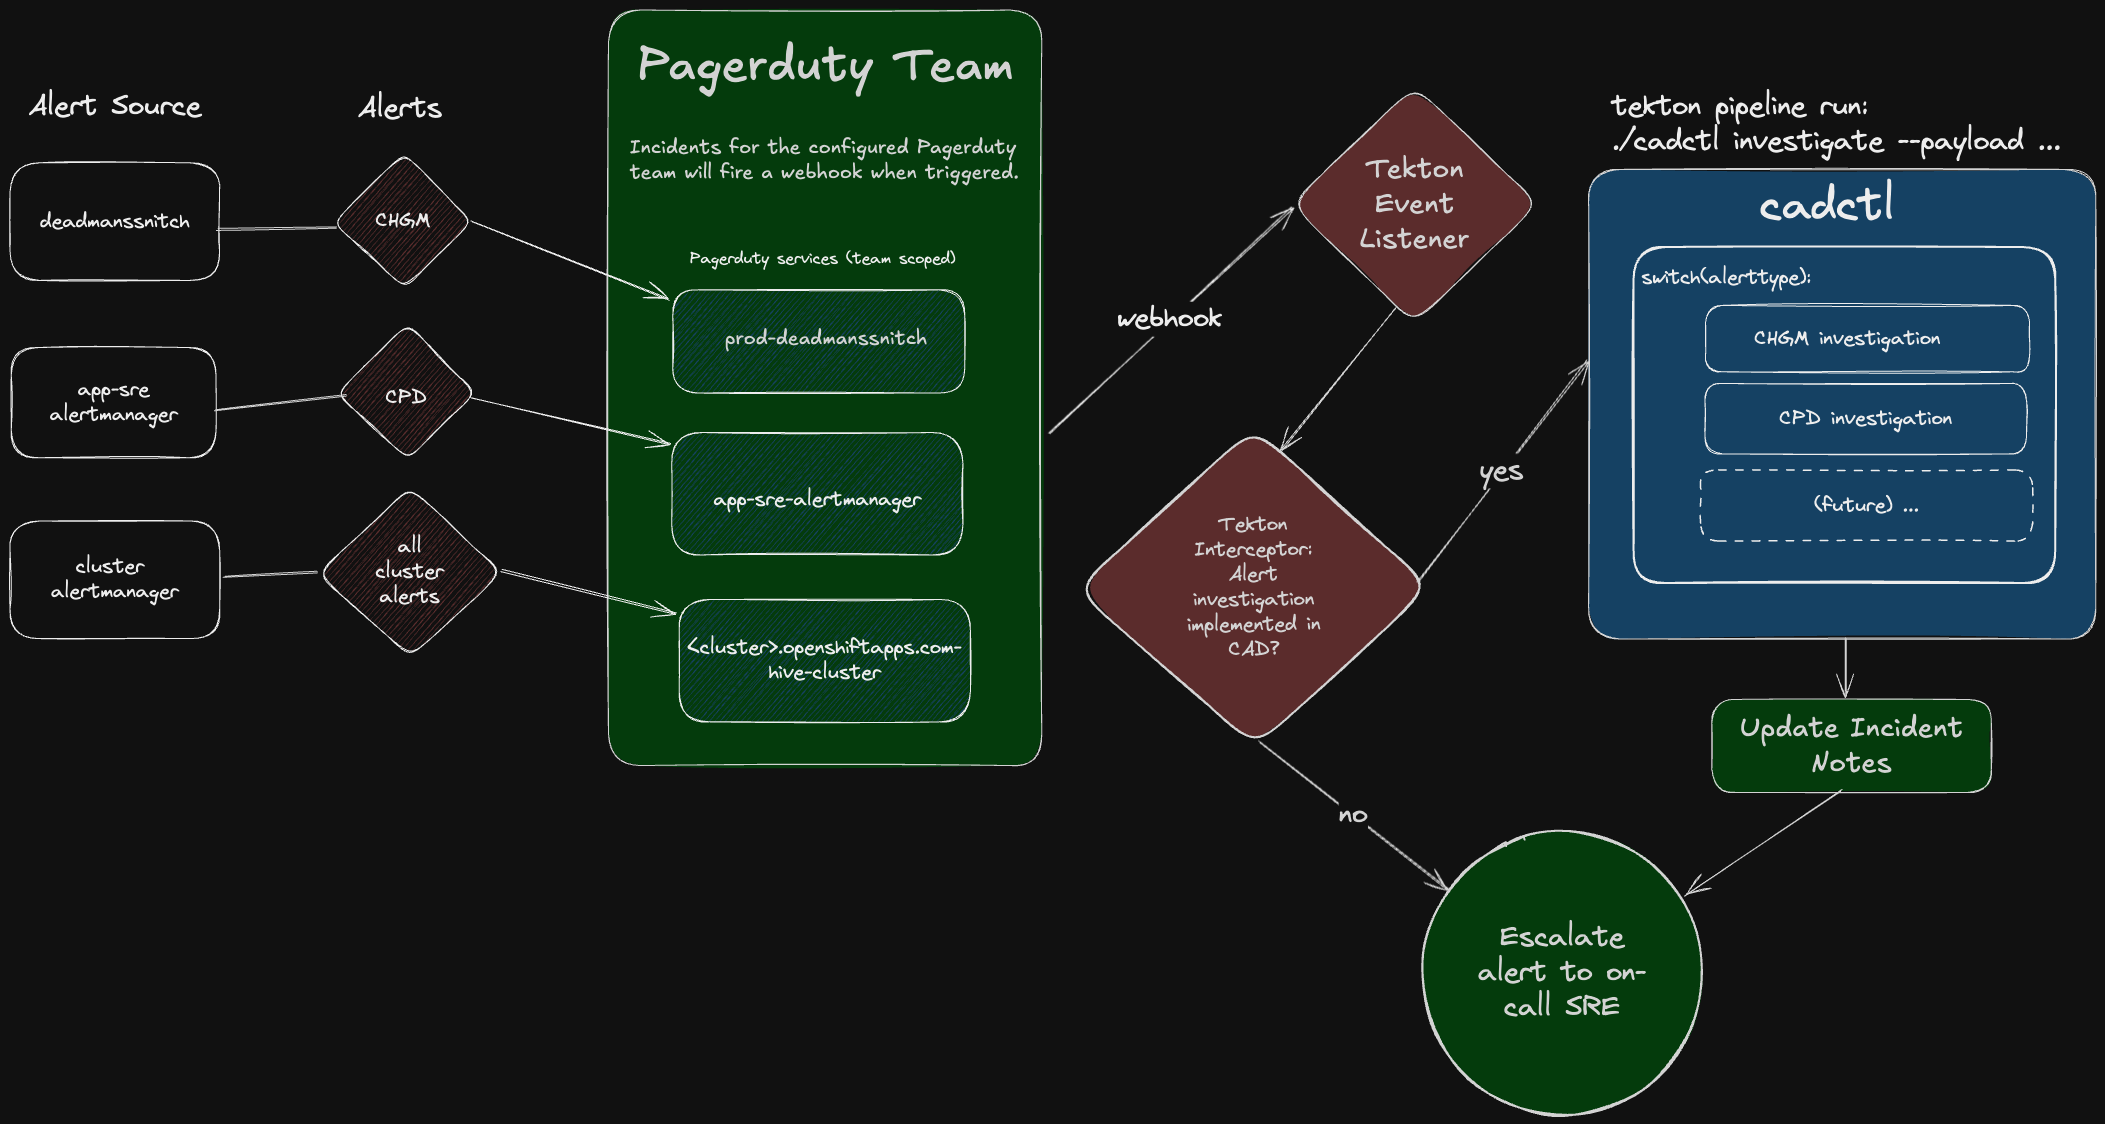 Alert Source
Alerts
deadmanssnitch
CHGM
app-sre
alertmanager
CPD
cluster
alertmanager
all
cluster
alerts
Pagerduty Team
Incidents for the configured Pagerduty
team will fire a webhook when triggered.
Pagerduty services (team scoped)
prod-deadmanssnitch
app-sre-alertmanager
<cluster>.openshiftapps.com-
hive-cluster
webhook
Tekton
Event
Listener
Tekton
Interceptor:
Alert
investigation
implemented in
CAD?
yes
no
tekton pipeline run:
./cadctl investigate --payload ...
cadctl
switch(alerttype):
CHGM investigation
CPD investigation
(future) ...
Update Incident
Notes
Escalate
alert to on-
call SRE